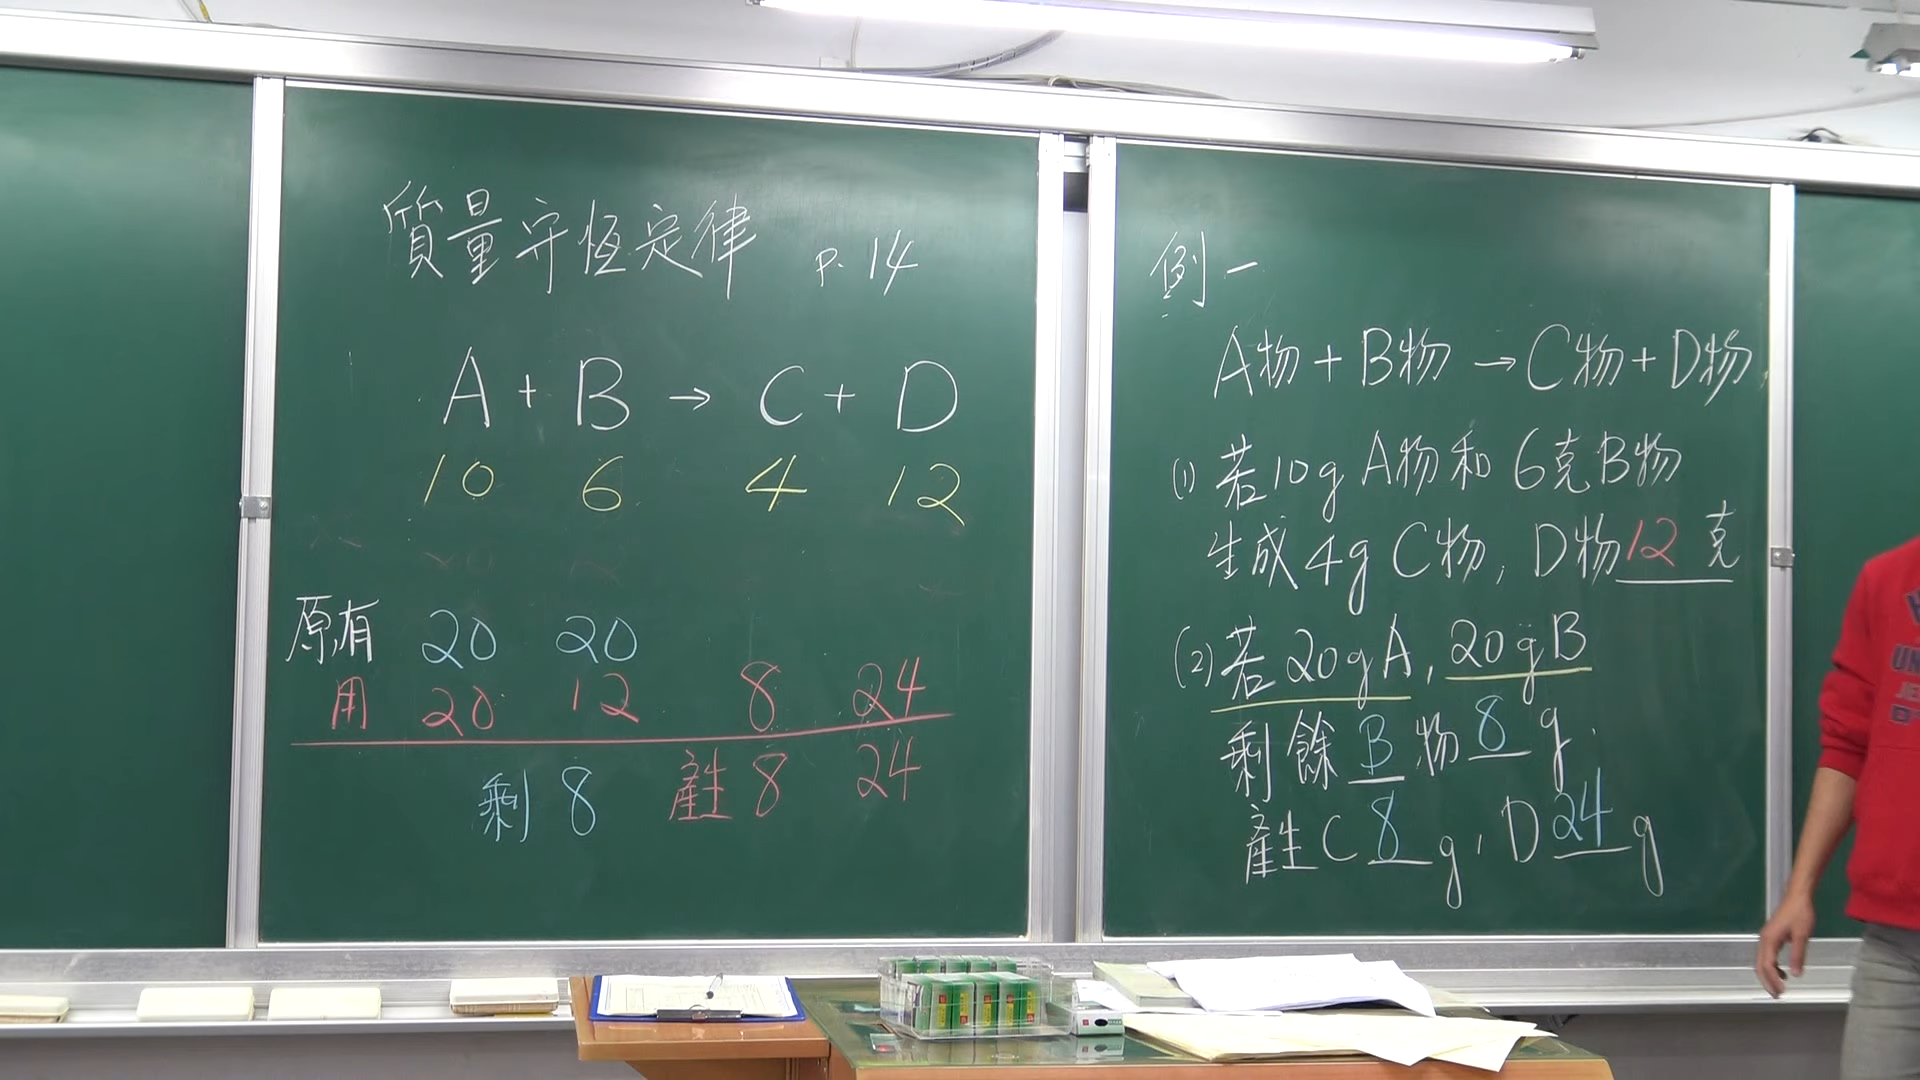 質量守恆定律 p.14
A + B → C + D
10 6 4 12
原有 20 20
用 20 12 8 24
剩 8 產生 8 24
例一
A物+B物→C物+D物
(1) 若10g A物和 6克B物
生成4g C物, D物12克
(2) 若20gA, 20gB
剩餘B物8g.
產生C8g, D24g